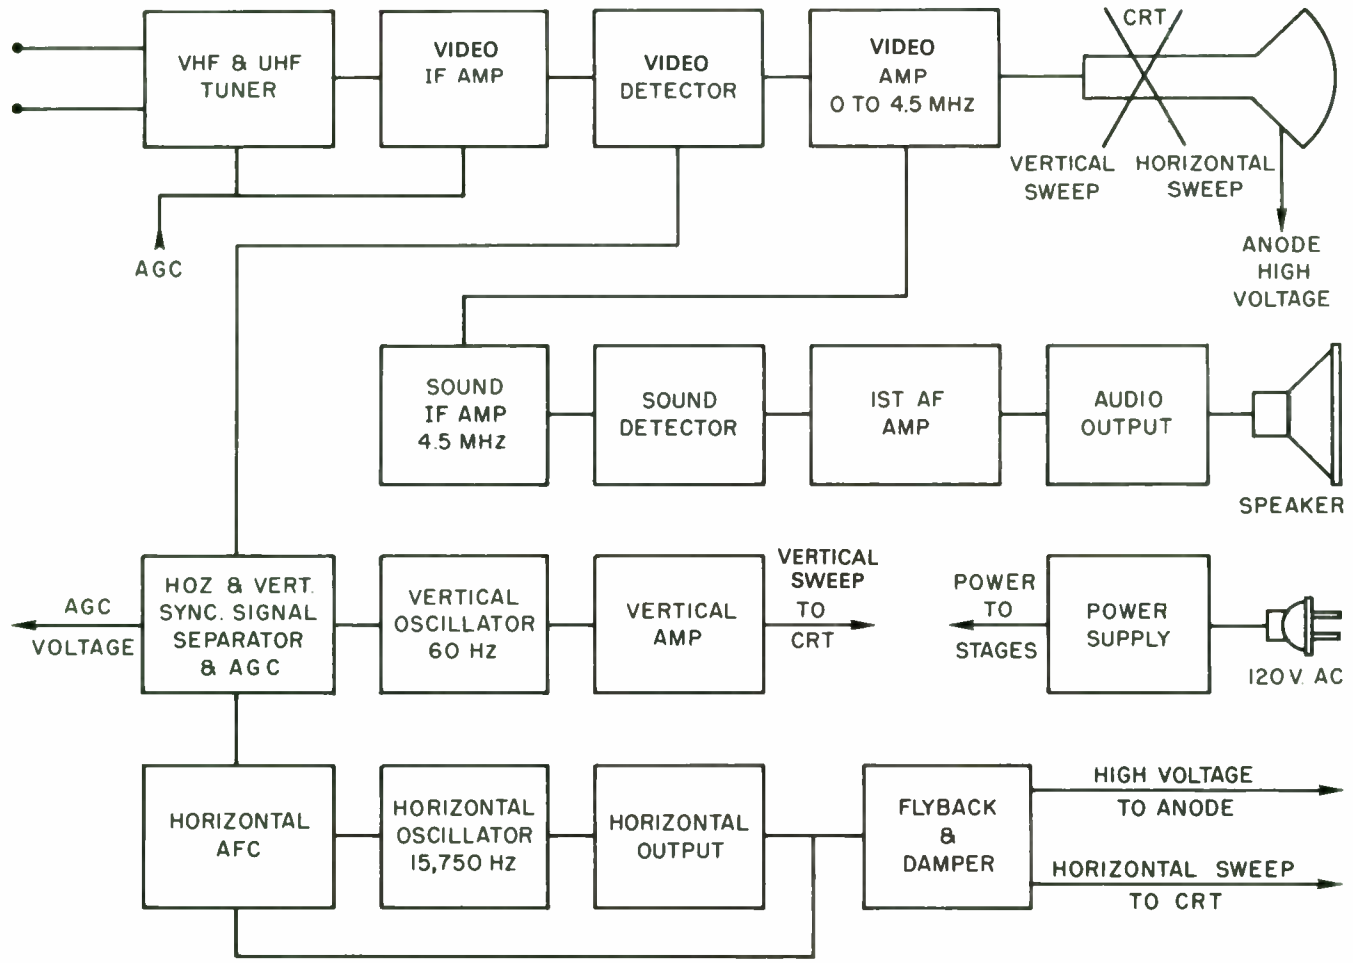 VHF & UHF
TUNER
VIDEO
IF AMP
VIDEO
DETECTOR
VIDEO
AMP
0 TO 4.5 MHz
CRT
VERTICAL
SWEEP
HORIZONTAL
SWEEP
ANODE
HIGH
VOLTAGE
AGC
SOUND
IF AMP
4.5 MHz
SOUND
DETECTOR
1ST AF
AMP
AUDIO
OUTPUT
SPEAKER
AGC
VOLTAGE
HOZ & VERT.
SYNC. SIGNAL
SEPARATOR
& AGC
VERTICAL
OSCILLATOR
60 Hz
VERTICAL
AMP
VERTICAL
SWEEP
TO
CRT
POWER
TO
STAGES
POWER
SUPPLY
120 V. AC
HORIZONTAL
AFC
HORIZONTAL
OSCILLATOR
15,750 Hz
HORIZONTAL
OUTPUT
FLYBACK
&
DAMPER
HIGH VOLTAGE
TO ANODE
HORIZONTAL SWEEP
TO CRT